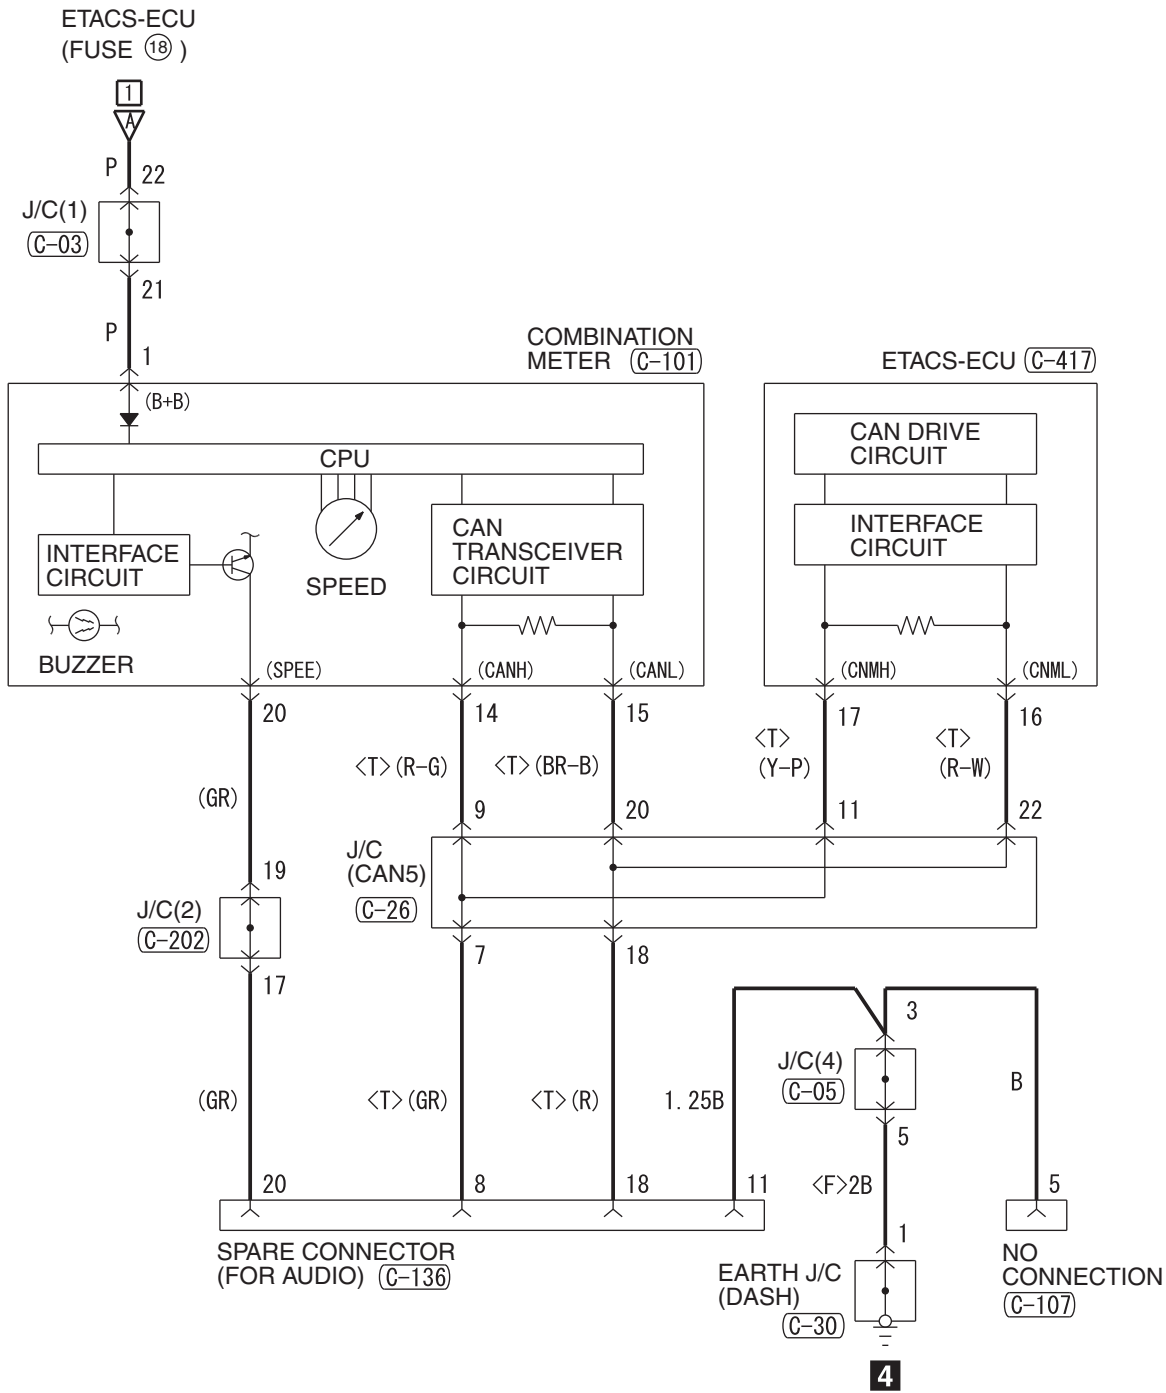 ETACS-ECU
(FUSE 18 )
1
A
P
22
J/C(1)
C-03
21
P
1
COMBINATION
METER C-101
ETACS-ECU C-417
(B+B)
CPU
CAN DRIVE
CIRCUIT
INTERFACE
CIRCUIT
SPEED
CAN
TRANSCEIVER
CIRCUIT
INTERFACE
CIRCUIT
BUZZER
(SPEE)
(CANH)
(CANL)
(CNMH)
(CNML)
20
14
15
17
16
<T>(R-G)
<T>(BR-B)
<T>
(Y-P)
<T>
(R-W)
(GR)
9
20
11
22
J/C
(CAN5)
C-26
19
J/C(2)
C-202
17
7
18
3
J/C(4)
C-05
5
(GR)
<T>(GR)
<T>(R)
1.25B
B
20
8
18
11
<F>2B
5
1
SPARE CONNECTOR
(FOR AUDIO) C-136
EARTH J/C
(DASH)
C-30
NO
CONNECTION
C-107
4